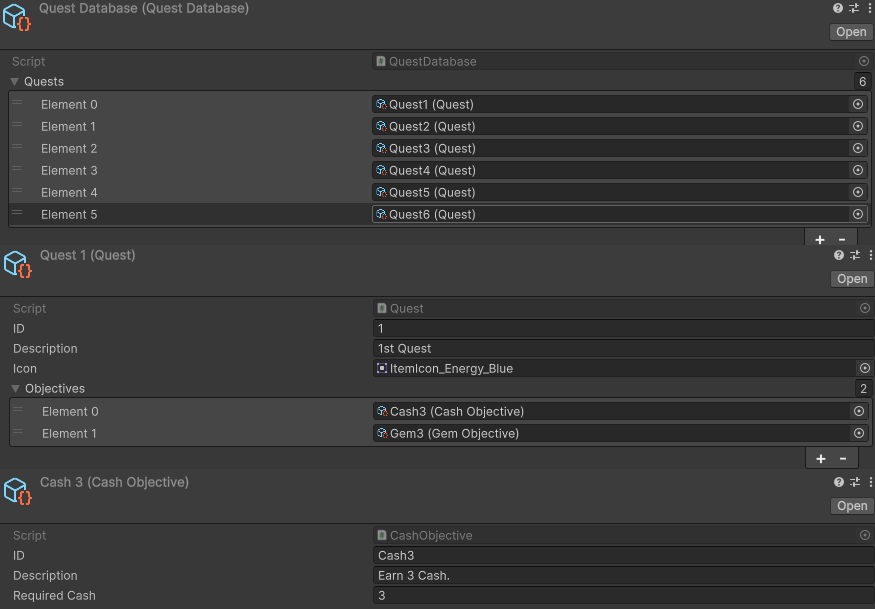 Quest Database (Quest Database)
Open
Script QuestDatabase
Quests 6
Element 0 Quest1 (Quest)
Element 1 Quest2 (Quest)
Element 2 Quest3 (Quest)
Element 3 Quest4 (Quest)
Element 4 Quest5 (Quest)
Element 5 Quest6 (Quest)
+ -
Quest 1 (Quest)
Open
Script Quest
ID 1
Description 1st Quest
Icon ItemIcon_Energy_Blue
Objectives 2
Element 0 Cash3 (Cash Objective)
Element 1 Gem3 (Gem Objective)
+ -
Cash 3 (Cash Objective)
Open
Script CashObjective
ID Cash3
Description Earn 3 Cash.
Required Cash 3